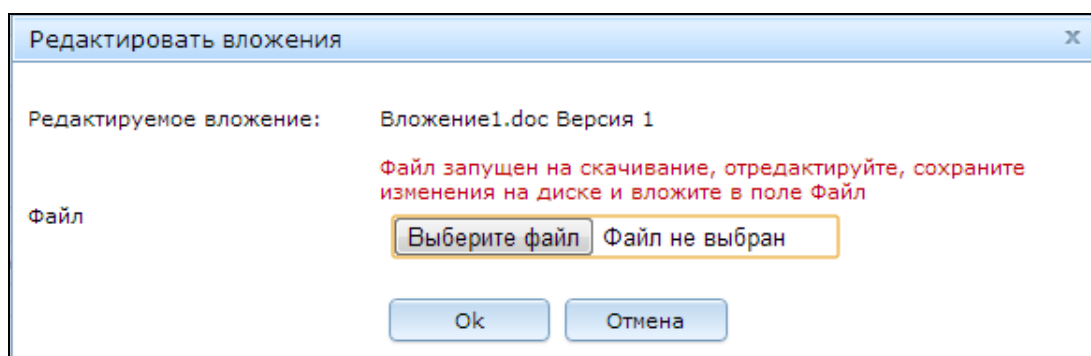 Редактировать вложения x
Редактируемое вложение: Вложение1.doc Версия 1
Файл запущен на скачивание, отредактируйте, сохраните
изменения на диске и вложите в поле Файл
Файл
Выберите файл Файл не выбран
Ok Отмена